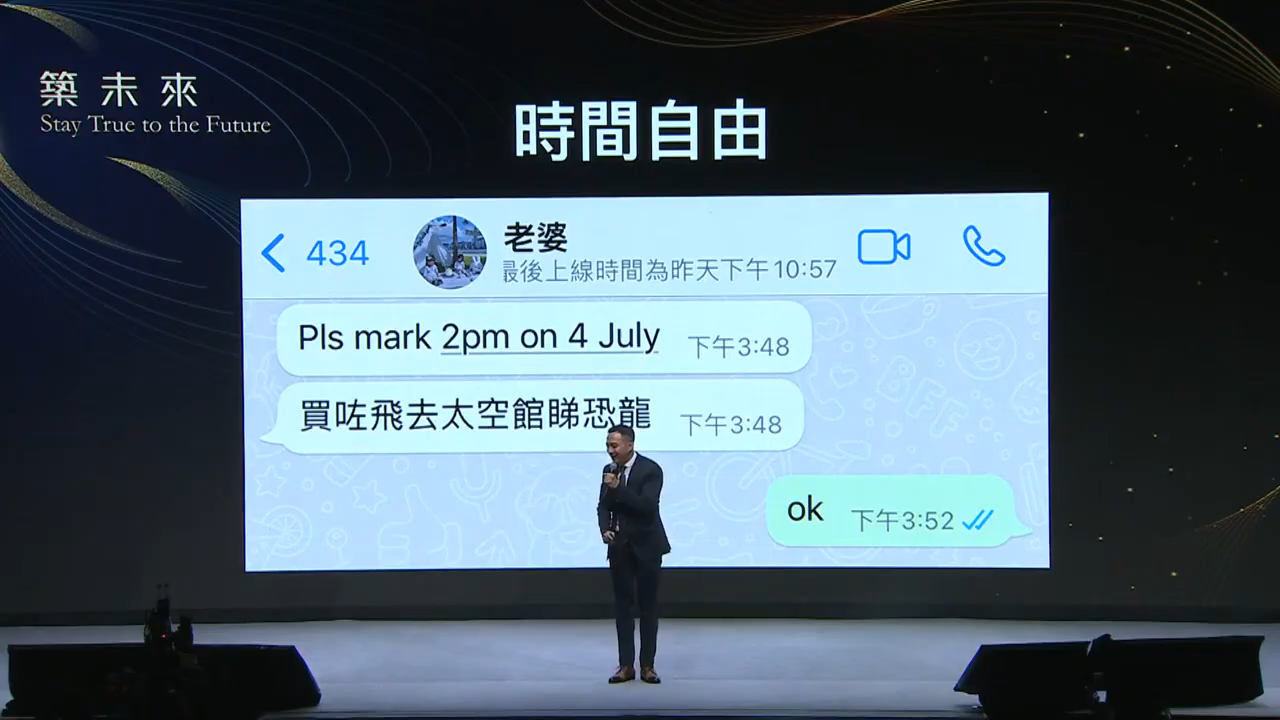 築未來
Stay True to the Future
時間自由
434
老婆
最後上線時間為昨天下午10:57
Pls mark 2pm on 4 July 下午3:48
買咗飛去太空館睇恐龍 下午3:48
BFF
ok 下午3:52